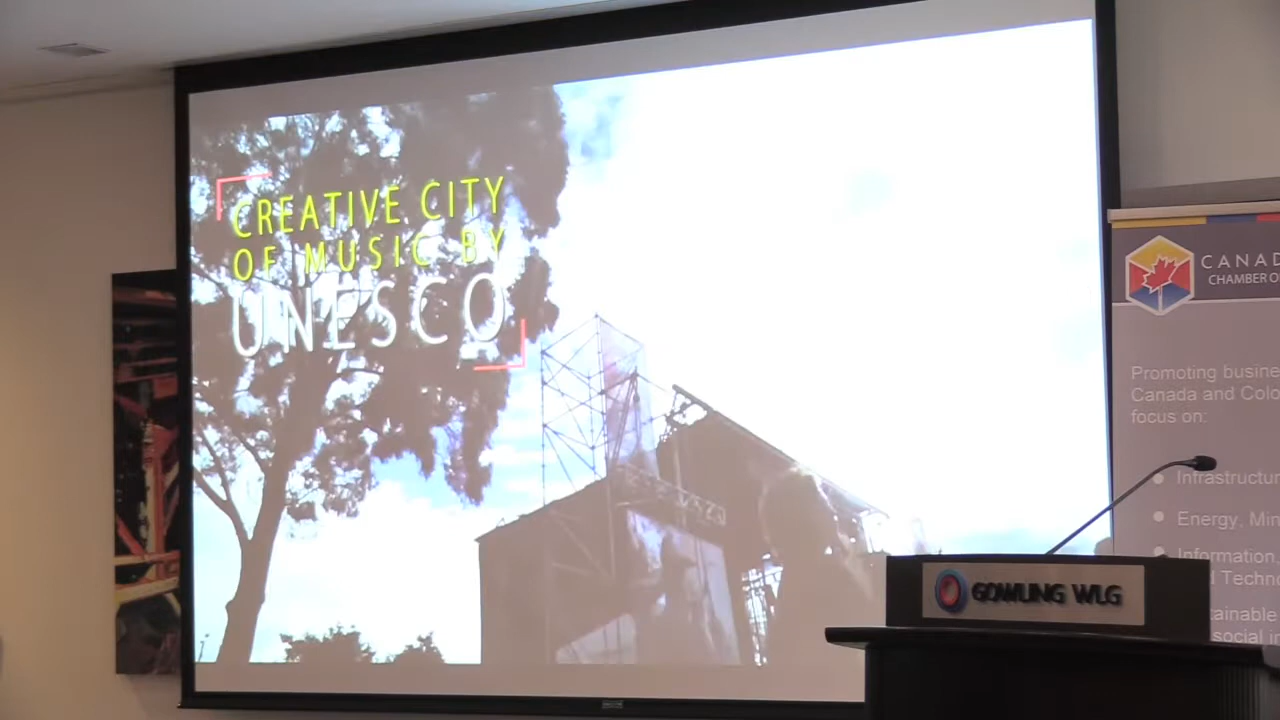 CREATIVE CITY
OF MUSIC BY
UNESCO
CANAD
CHAMBER O
Promoting busine
Canada and Colo
focus on:
Infrastructur
Energy, Min
Information,
d Techno
tainable
social in
GOWLING WLG